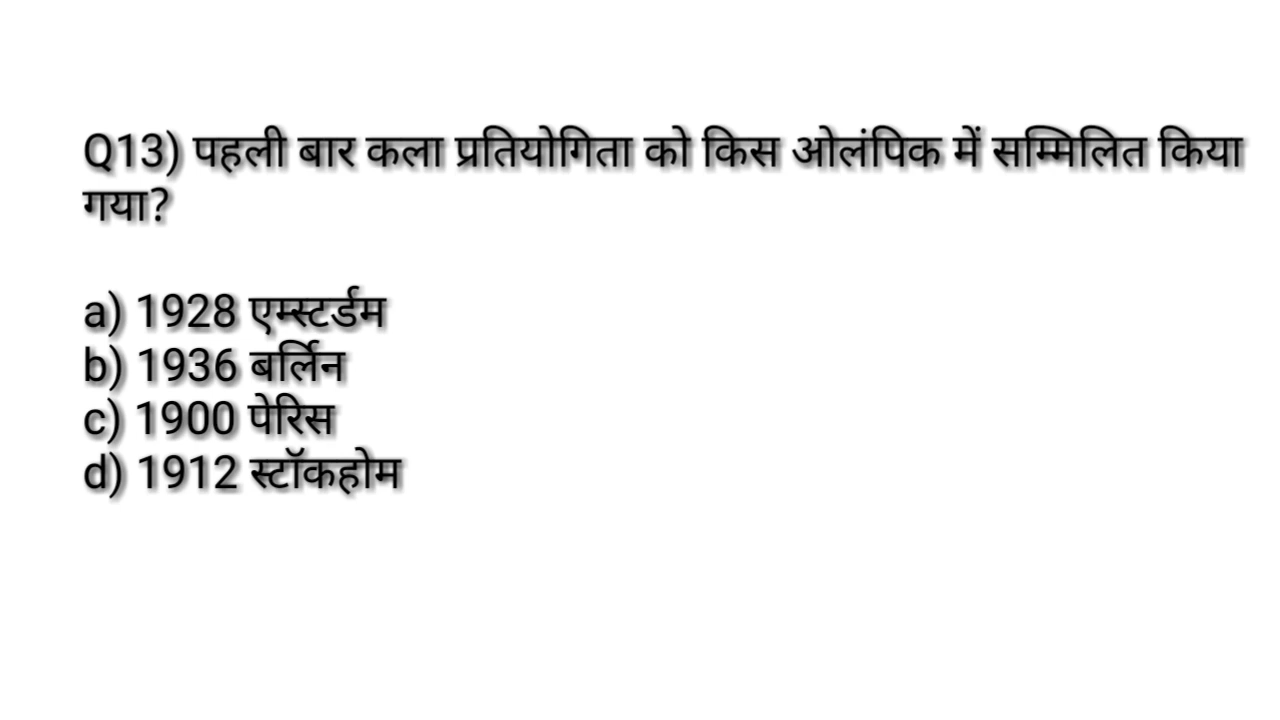 Q13) पहली बार कला प्रतियोगिता को किस ओलंपिक में सम्मिलित किया
गया?
a) 1928 एम्स्टर्डम
b) 1936 बर्लिन
c) 1900 पेरिस
d) 1912 स्टॉकहोम